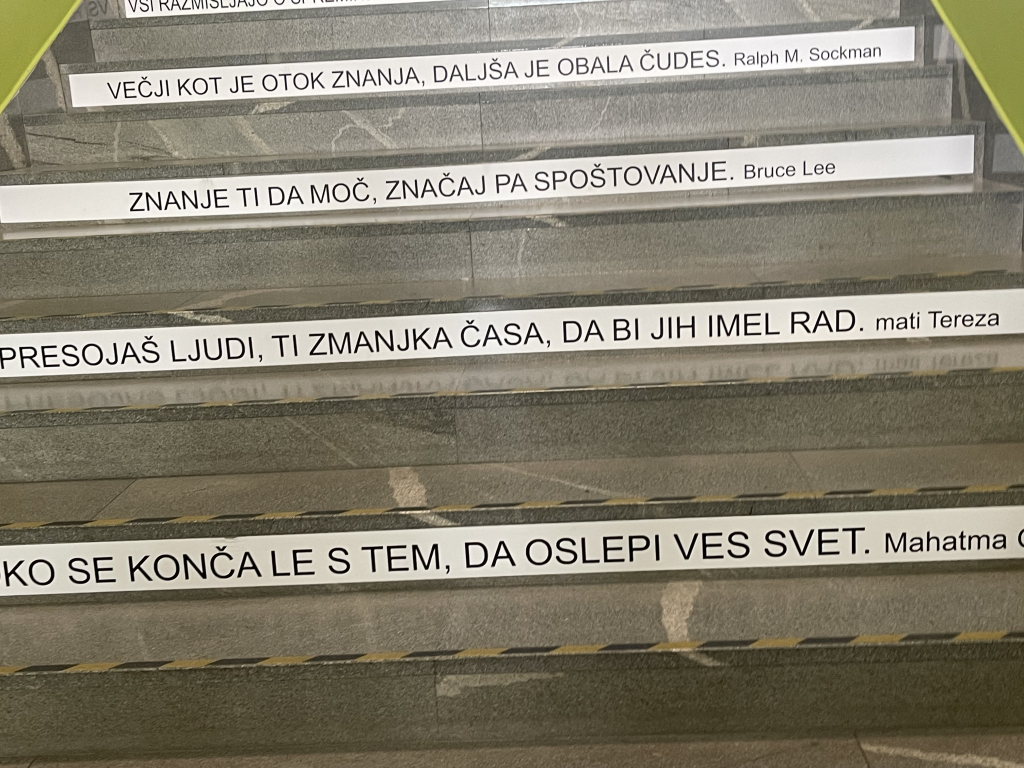 VSI RAZMIŠLJAJO O
VEČJI KOT JE OTOK ZNANJA, DALJŠA JE OBALA ČUDES. Ralph M. Sockman
ZNANJE TI DA MOČ, ZNAČAJ PA SPOŠTOVANJE. Bruce Lee
PRESOJAŠ LJUDI, TI ZMANJKA ČASA, DA BI JIH IMEL RAD. mati Tereza
SE KONČA LE S TEM, DA OSLEPI VES SVET. Mahatma